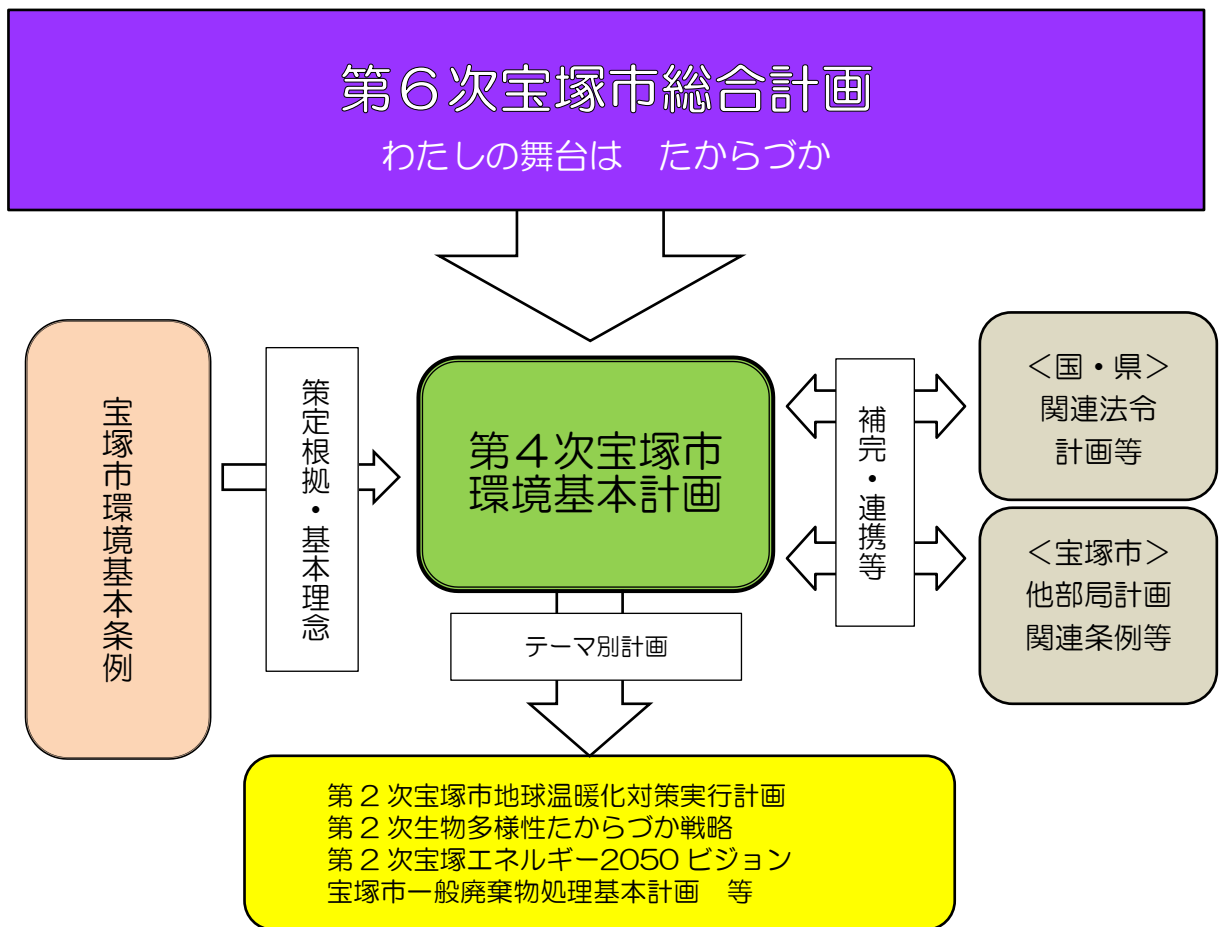 第６次宝塚市総合計画
わたしの舞台は　たからづか
宝塚市環境基本条例
策定根拠・基本理念
第４次宝塚市
環境基本計画
補完・連携等
＜国・県＞
関連法令
計画等
＜宝塚市＞
他部局計画
関連条例等
テーマ別計画
第２次宝塚市地球温暖化対策実行計画
第２次生物多様性たからづか戦略
第２次宝塚エネルギー2050ビジョン
宝塚市一般廃棄物処理基本計画　等